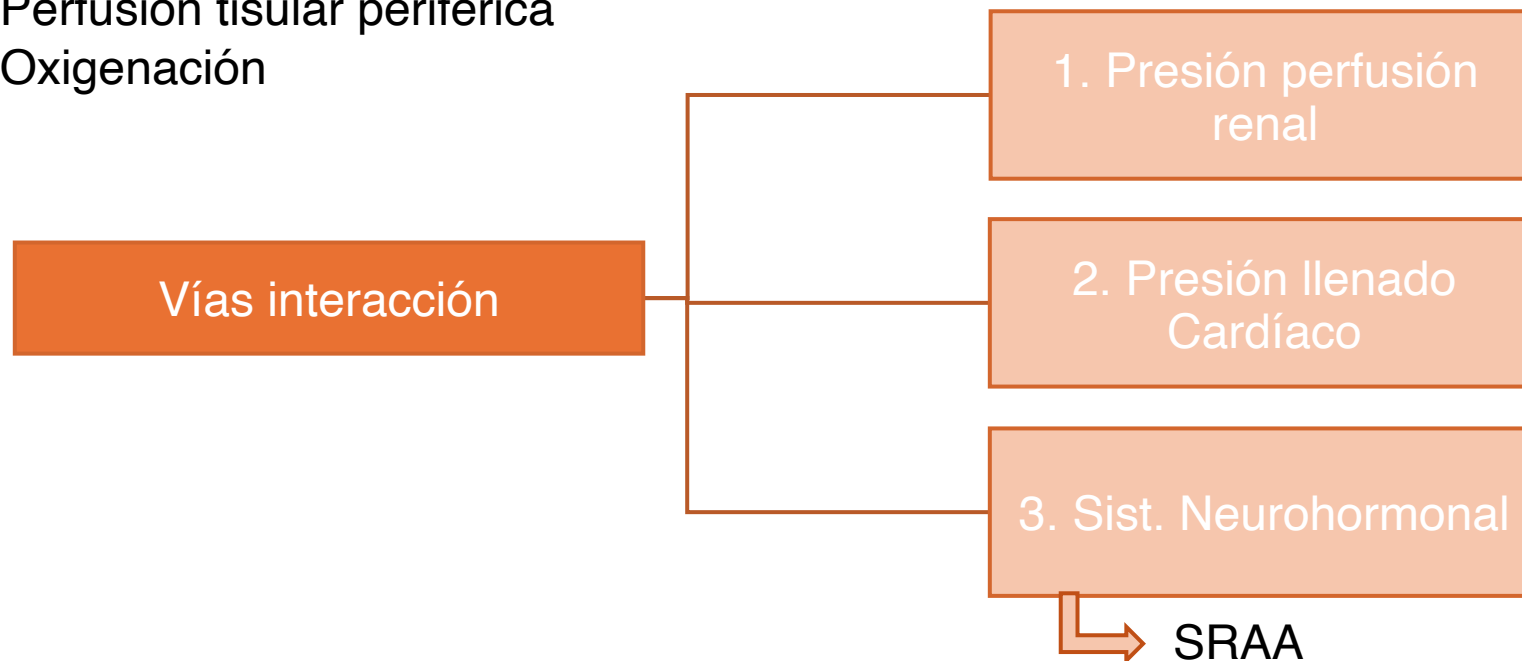 Perfusión tisular periférica
Oxigenación
1. Presión perfusión
renal
Vías interacción
2. Presión llenado
Cardíaco
3. Sist. Neurohormonal
SRAA